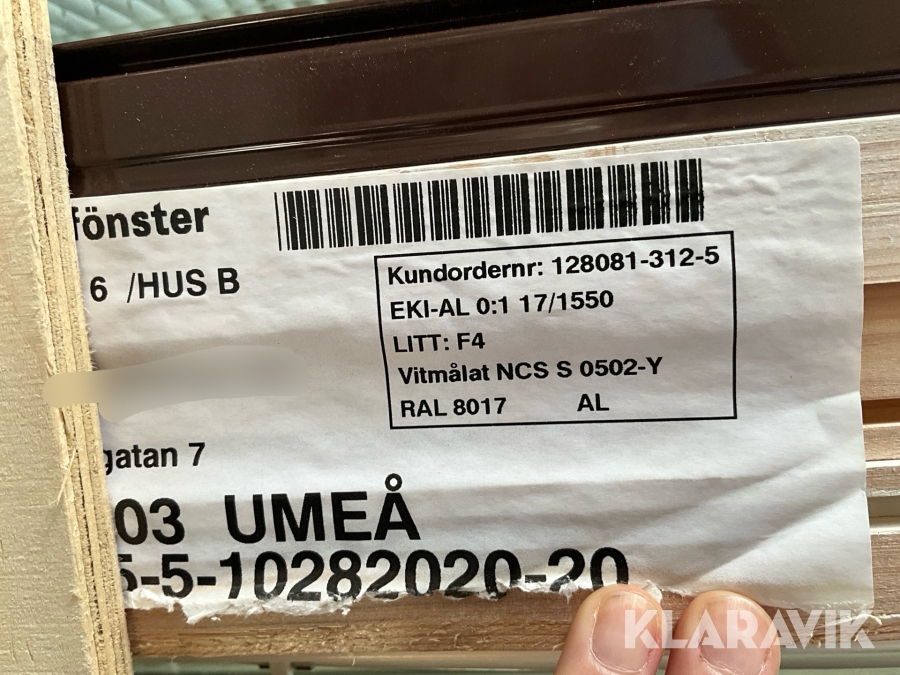 fönster
6 /HUS B
Kundordernr: 128081-312-5
EKI-AL 0:1 17/1550
LITT: F4
Vitmålat NCS S 0502-Y
RAL 8017 AL
gatan 7
03 UMEÅ
5-5-10282020-20
KLARAVIK